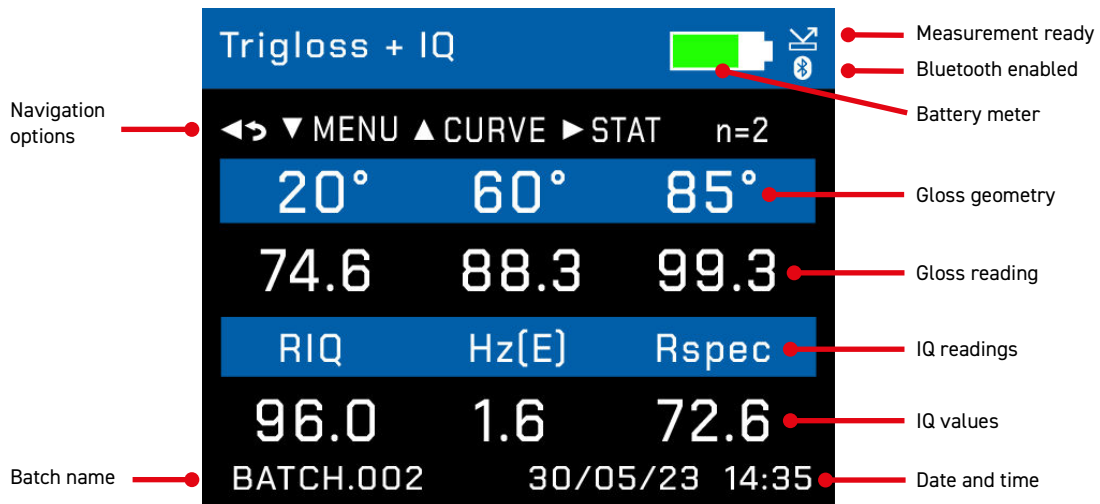 Trigloss + IQ
Measurement ready
Bluetooth enabled
Battery meter
Navigation
options
MENU CURVE STAT n=2
20° 60° 85°
Gloss geometry
74.6 88.3 99.3
Gloss reading
RIQ Hz(E) Rspec
IQ readings
96.0 1.6 72.6
IQ values
Batch name
BATCH.002 30/05/23 14:35
Date and time